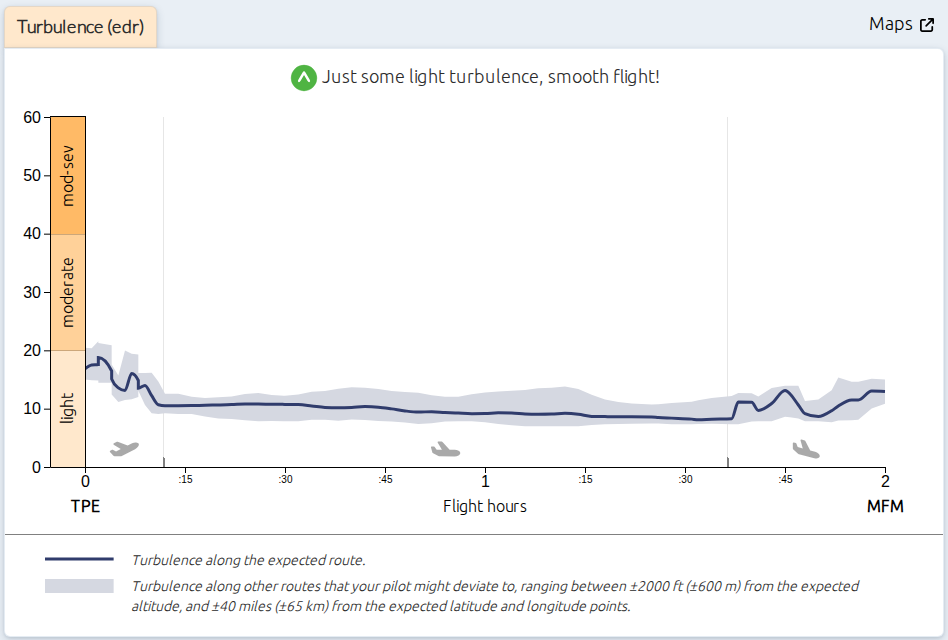 Turbulence (edr)
Maps
Just some light turbulence, smooth flight!
60
50
40
30
20
10
0
mod-sev
moderate
light
0
:15
:30
:45
1
:15
:30
:45
2
TPE
Flight hours
MFM
Turbulence along the expected route.
Turbulence along other routes that your pilot might deviate to, ranging between ±2000 ft (±600 m) from the expected
altitude, and ±40 miles (±65 km) from the expected latitude and longitude points.